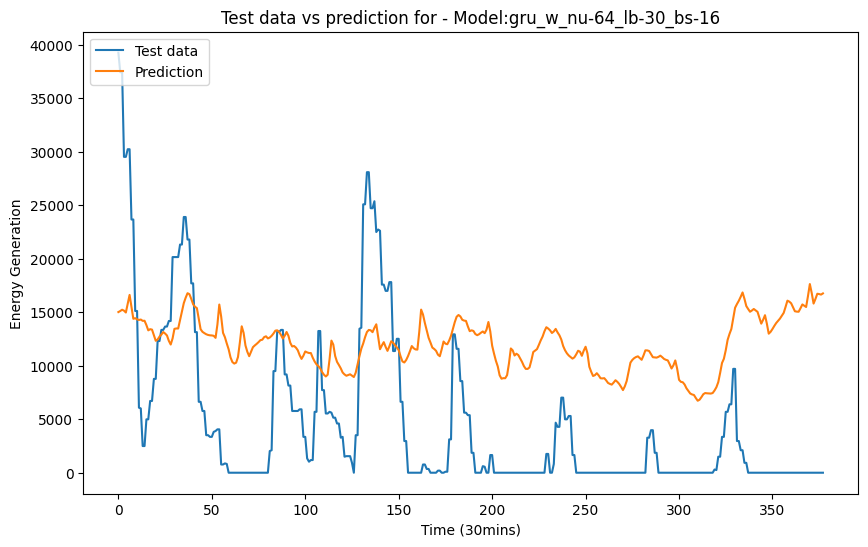 Test data vs prediction for - Model:gru_w_nu-64_lb-30_bs-16
Test data
Prediction
40000
35000
30000
25000
20000
15000
10000
5000
0
Energy Generation
0 50 100 150 200 250 300 350
Time (30mins)